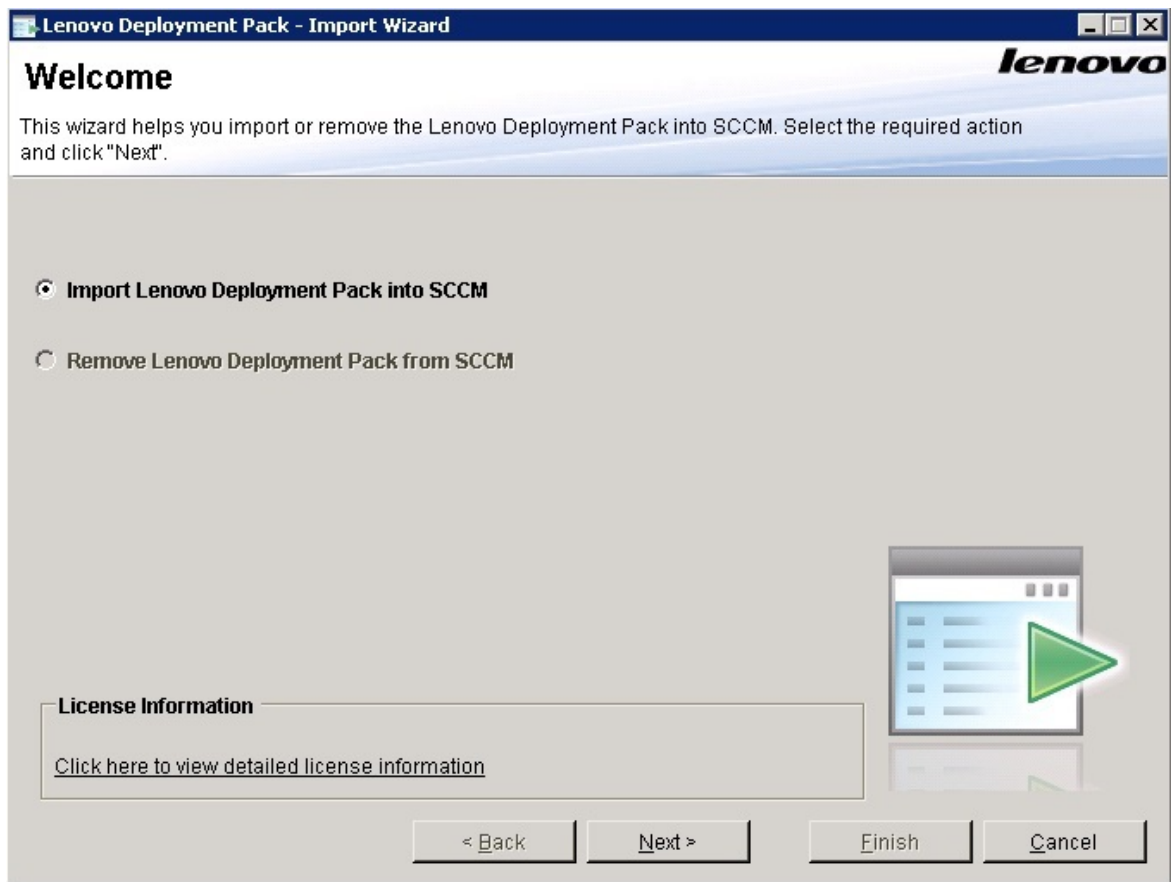 Lenovo Deployment Pack - Import Wizard
lenovo
Welcome
This wizard helps you import or remove the Lenovo Deployment Pack into SCCM. Select the required action
and click "Next".
Import Lenovo Deployment Pack into SCCM
Remove Lenovo Deployment Pack from SCCM
License Information
Click here to view detailed license information
< Back
Next >
Finish
Cancel